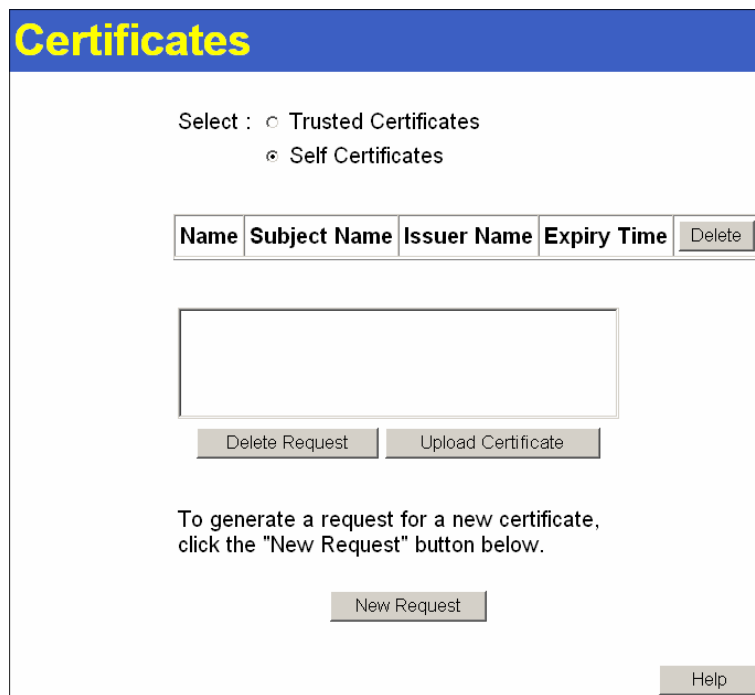 Certificates
Select : Trusted Certificates
Self Certificates
Name Subject Name Issuer Name Expiry Time Delete
Delete Request Upload Certificate
To generate a request for a new certificate,
click the "New Request" button below.
New Request
Help